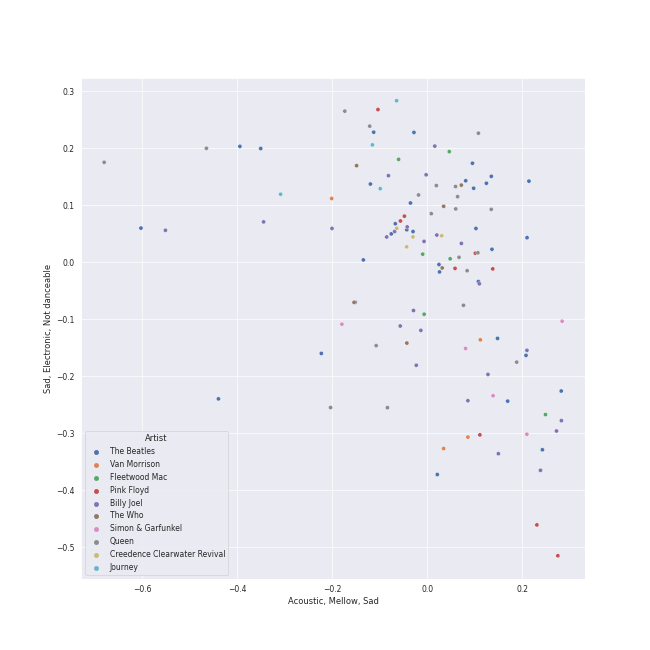 0.3
0.2
0.1
0.0
−0.1
−0.2
−0.3
−0.4
−0.5
Sad, Electronic, Not danceable
Artist
The Beatles
Van Morrison
Fleetwood Mac
Pink Floyd
Billy Joel
The Who
Simon & Garfunkel
Queen
Creedence Clearwater Revival
Journey
−0.6 −0.4 −0.2 0.0 0.2
Acoustic, Mellow, Sad